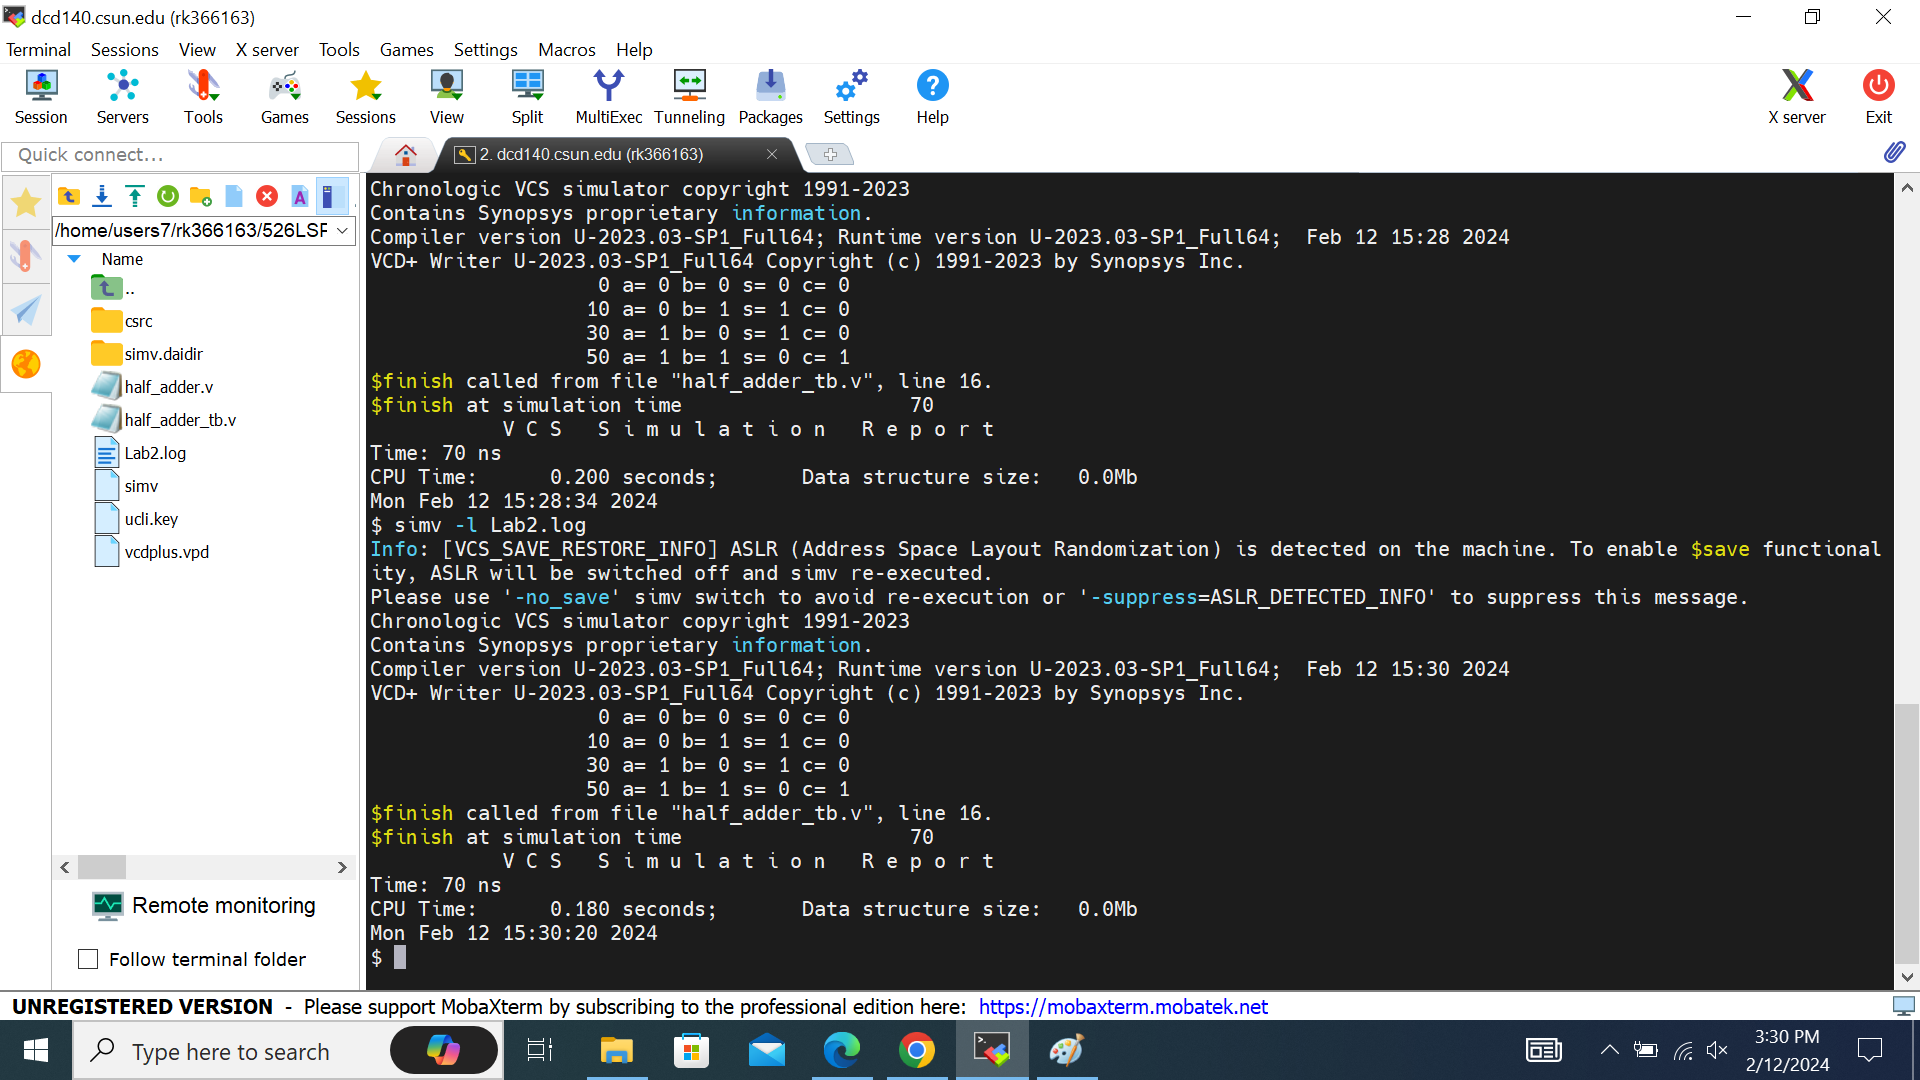 dcd140.csun.edu (rk366163)
Terminal Sessions View X server Tools Games Settings Macros Help
Session Servers Tools Games Sessions View Split MultiExec Tunneling Packages Settings Help X server Exit
Quick connect...
2. dcd140.csun.edu (rk366163)
/home/users7/rk366163/526LSF
Name
..
csrc
simv.daidir
half_adder.v
half_adder_tb.v
Lab2.log
simv
ucli.key
vcdplus.vpd
Remote monitoring
Follow terminal folder
Chronologic VCS simulator copyright 1991-2023
Contains Synopsys proprietary information.
Compiler version U-2023.03-SP1_Full64; Runtime version U-2023.03-SP1_Full64;  Feb 12 15:28 2024
VCD+ Writer U-2023.03-SP1_Full64 Copyright (c) 1991-2023 by Synopsys Inc.
0 a= 0 b= 0 s= 0 c= 0
10 a= 0 b= 1 s= 1 c= 0
30 a= 1 b= 0 s= 1 c= 0
50 a= 1 b= 1 s= 0 c= 1
$finish called from file "half_adder_tb.v", line 16.
$finish at simulation time                   70
V C S   S i m u l a t i o n   R e p o r t
Time: 70 ns
CPU Time:      0.200 seconds;       Data structure size:   0.0Mb
Mon Feb 12 15:28:34 2024
$ simv -l Lab2.log
Info: [VCS_SAVE_RESTORE_INFO] ASLR (Address Space Layout Randomization) is detected on the machine. To enable $save functional
ity, ASLR will be switched off and simv re-executed.
Please use '-no_save' simv switch to avoid re-execution or '-suppress=ASLR_DETECTED_INFO' to suppress this message.
Chronologic VCS simulator copyright 1991-2023
Contains Synopsys proprietary information.
Compiler version U-2023.03-SP1_Full64; Runtime version U-2023.03-SP1_Full64;  Feb 12 15:30 2024
VCD+ Writer U-2023.03-SP1_Full64 Copyright (c) 1991-2023 by Synopsys Inc.
0 a= 0 b= 0 s= 0 c= 0
10 a= 0 b= 1 s= 1 c= 0
30 a= 1 b= 0 s= 1 c= 0
50 a= 1 b= 1 s= 0 c= 1
$finish called from file "half_adder_tb.v", line 16.
$finish at simulation time                   70
V C S   S i m u l a t i o n   R e p o r t
Time: 70 ns
CPU Time:      0.180 seconds;       Data structure size:   0.0Mb
Mon Feb 12 15:30:20 2024
$
UNREGISTERED VERSION - Please support MobaXterm by subscribing to the professional edition here: https://mobaxterm.mobatek.net
Type here to search
3:30 PM
2/12/2024